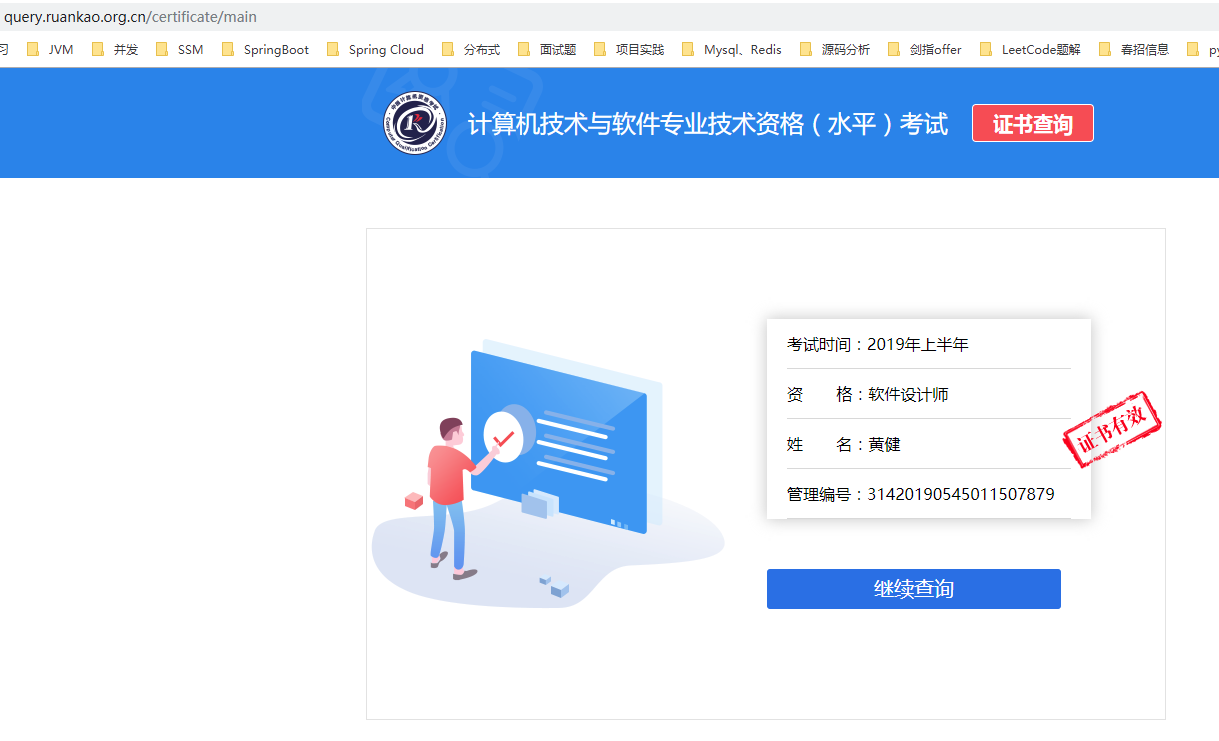 query.ruankao.org.cn/certificate/main
习 JVM 并发 SSM SpringBoot Spring Cloud 分布式 面试题 项目实践 Mysql、Redis 源码分析 剑指offer LeetCode题解 春招信息 py
计算机技术与软件专业技术资格（水平）考试 证书查询
考试时间：2019年上半年
资 格：软件设计师
姓 名：黄健
证书有效
管理编号：31420190545011507879
继续查询